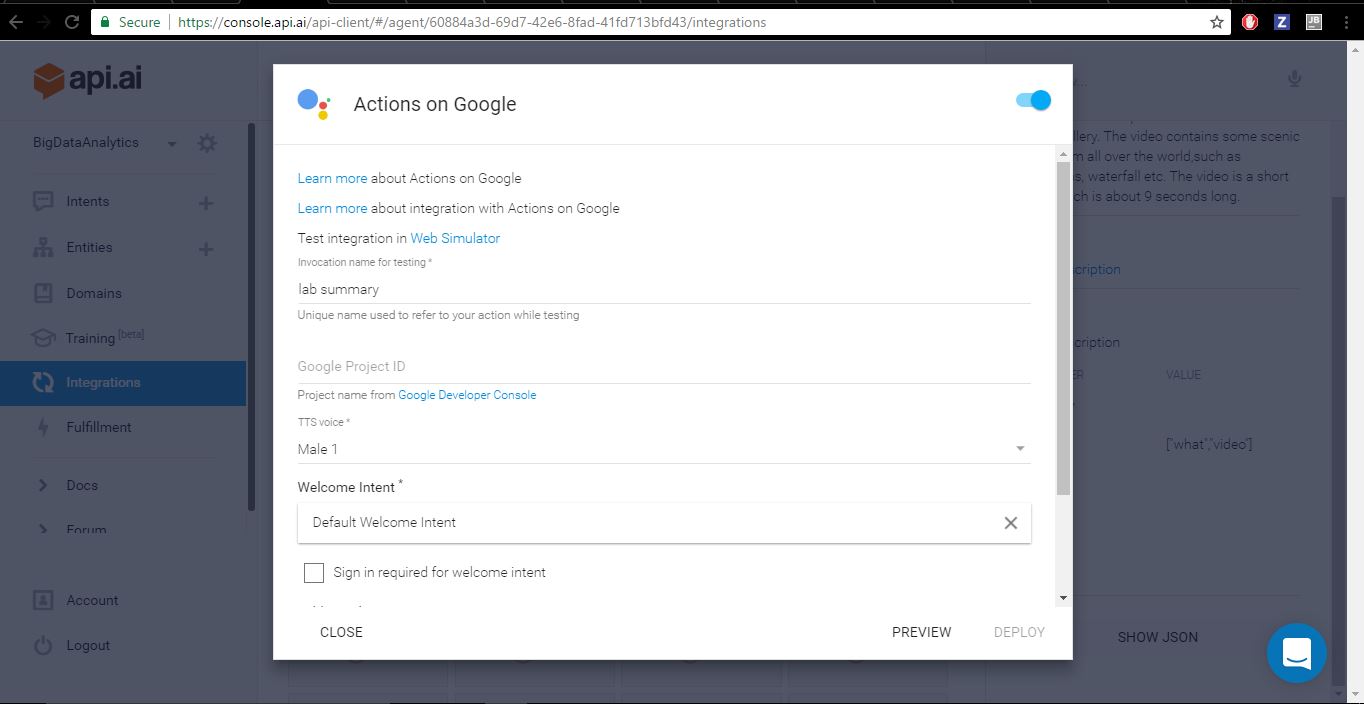 Secure https://console.api.ai/api-client/#/agent/60884a3d-69d7-42e6-8fad-41fd713bfd43/integrations
Z
JB
api.ai
BigDataAnalytics
Intents
Entities
Domains
Training [beta]
Integrations
Fulfillment
Docs
Forum
Account
Logout
Actions on Google
Learn more about Actions on Google
Learn more about integration with Actions on Google
Test integration in Web Simulator
Invocation name for testing *
lab summary
Unique name used to refer to your action while testing
Google Project ID
Project name from Google Developer Console
TTS voice *
Male 1
Welcome Intent *
Default Welcome Intent
Sign in required for welcome intent
CLOSE
PREVIEW
DEPLOY
The video contains some scenic
all over the world,such as
waterfall etc. The video is a short
is about 9 seconds long.
VALUE
["what","video"]
SHOW JSON